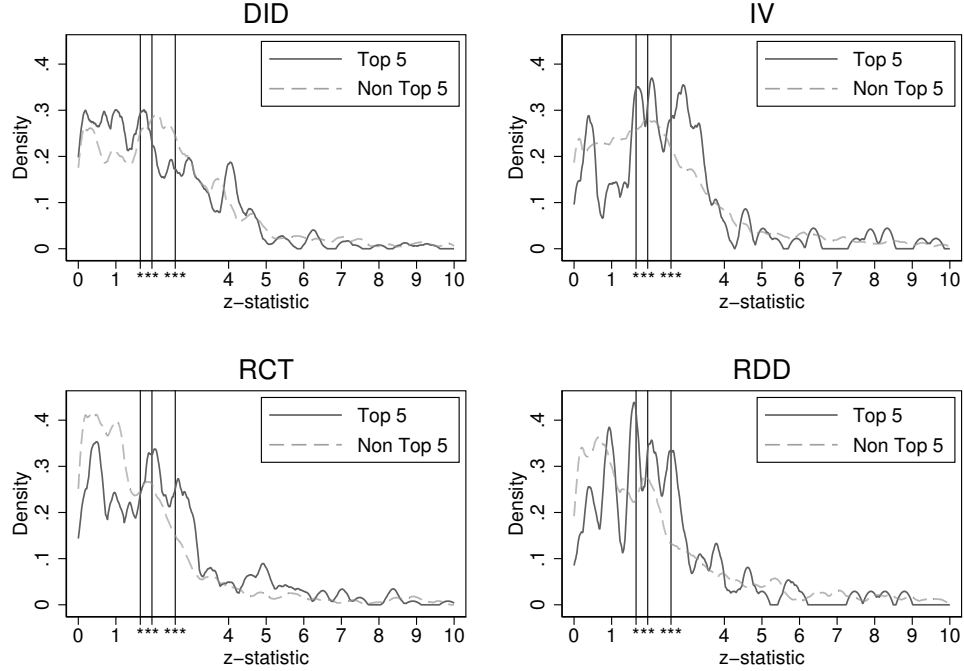 DID
Top 5
Non Top 5
Density
0 .1 .2 .3 .4
0 1 ***** *** 4 5 6 7 8 9 10
z-statistic
IV
Top 5
Non Top 5
Density
0 .1 .2 .3 .4
0 1 ***** *** 4 5 6 7 8 9 10
z-statistic
RCT
Top 5
Non Top 5
Density
0 .1 .2 .3 .4
0 1 ***** *** 4 5 6 7 8 9 10
z-statistic
RDD
Top 5
Non Top 5
Density
0 .1 .2 .3 .4
0 1 ***** *** 4 5 6 7 8 9 10
z-statistic